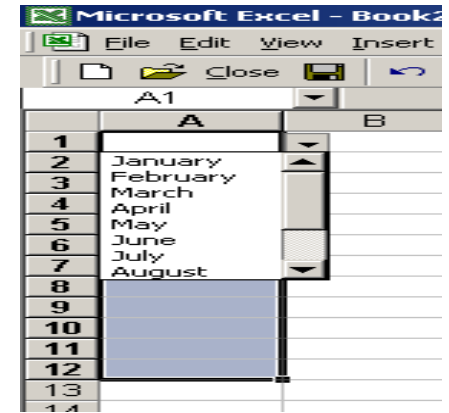 Microsoft Excel - Book2
File Edit View Insert
Close
A1
A B
1
2 January
3 February
4 March
5 April
6 May
7 June
8 July
9 August
10
11
12
13
14